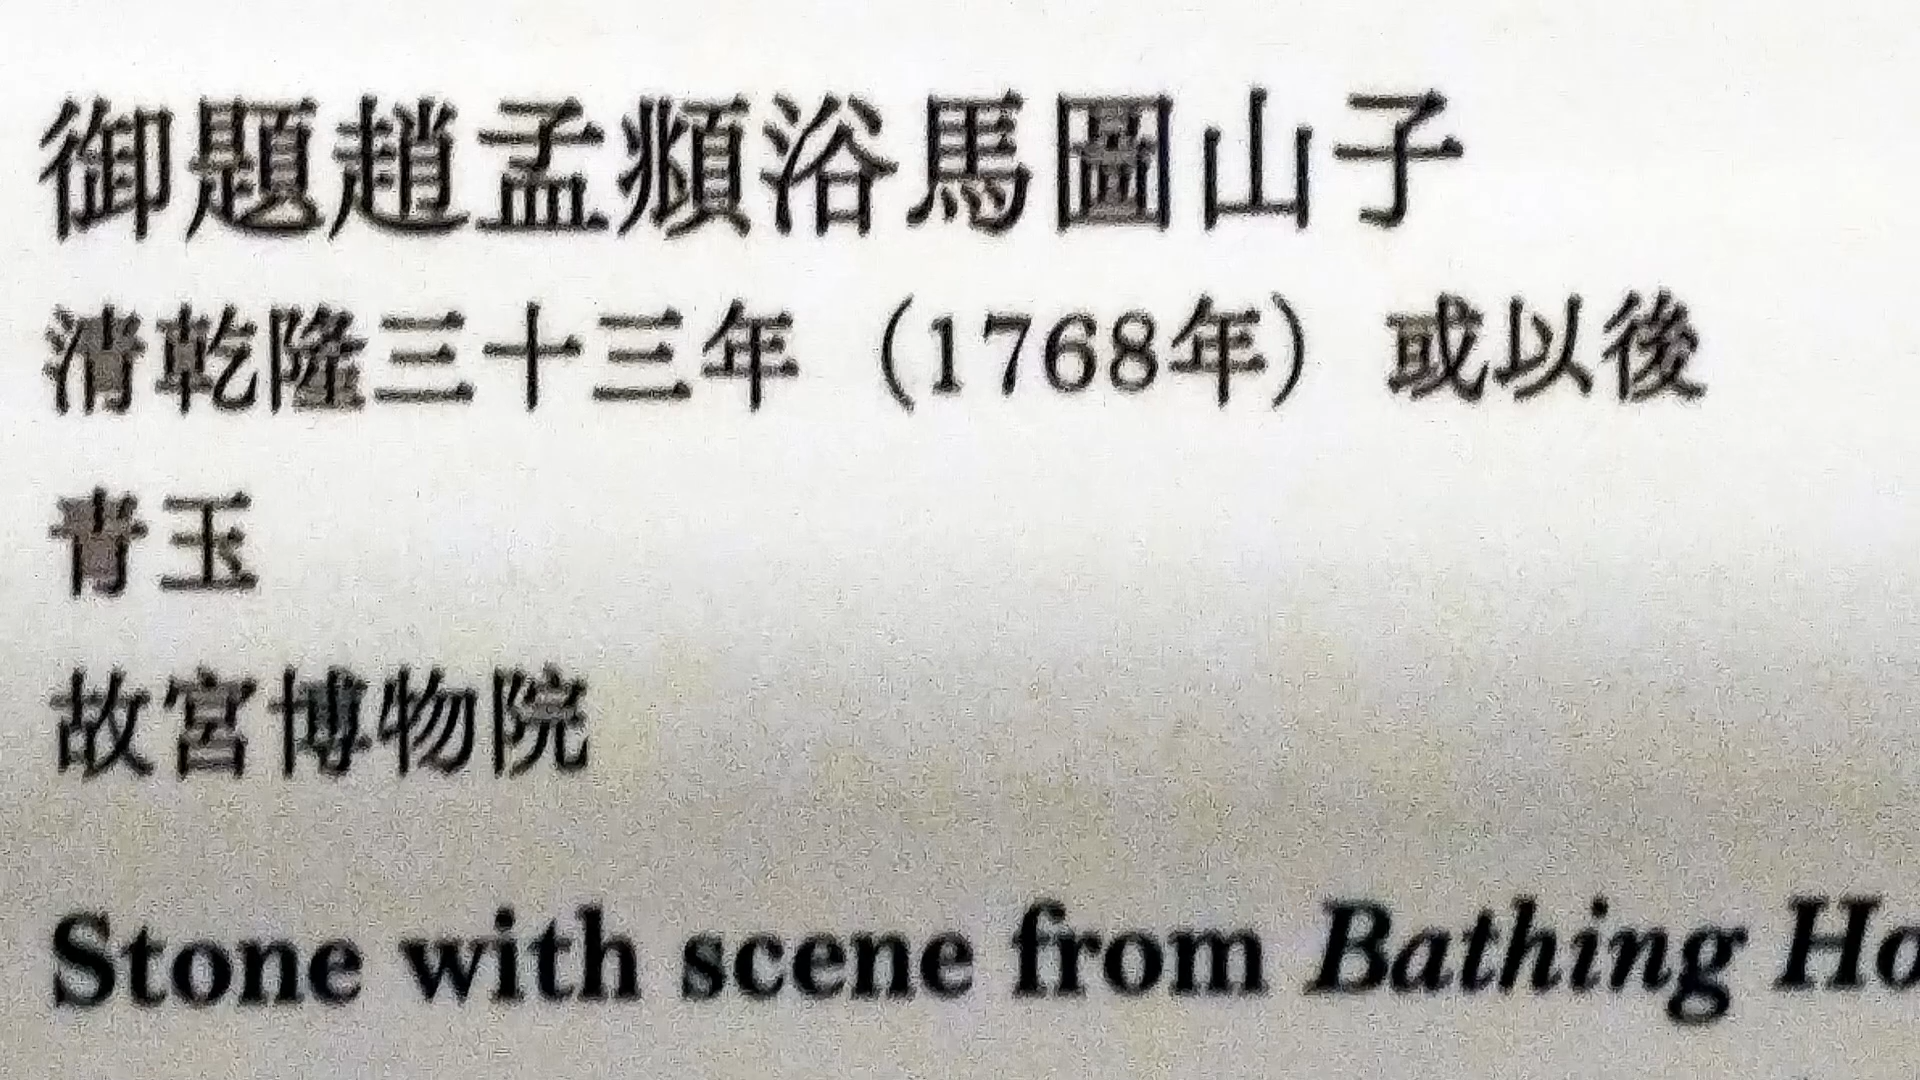 御題趙孟頫浴馬圖山子
清乾隆三十三年（1768年）或以後
青玉
故宮博物院
Stone with scene from Bathing Ho